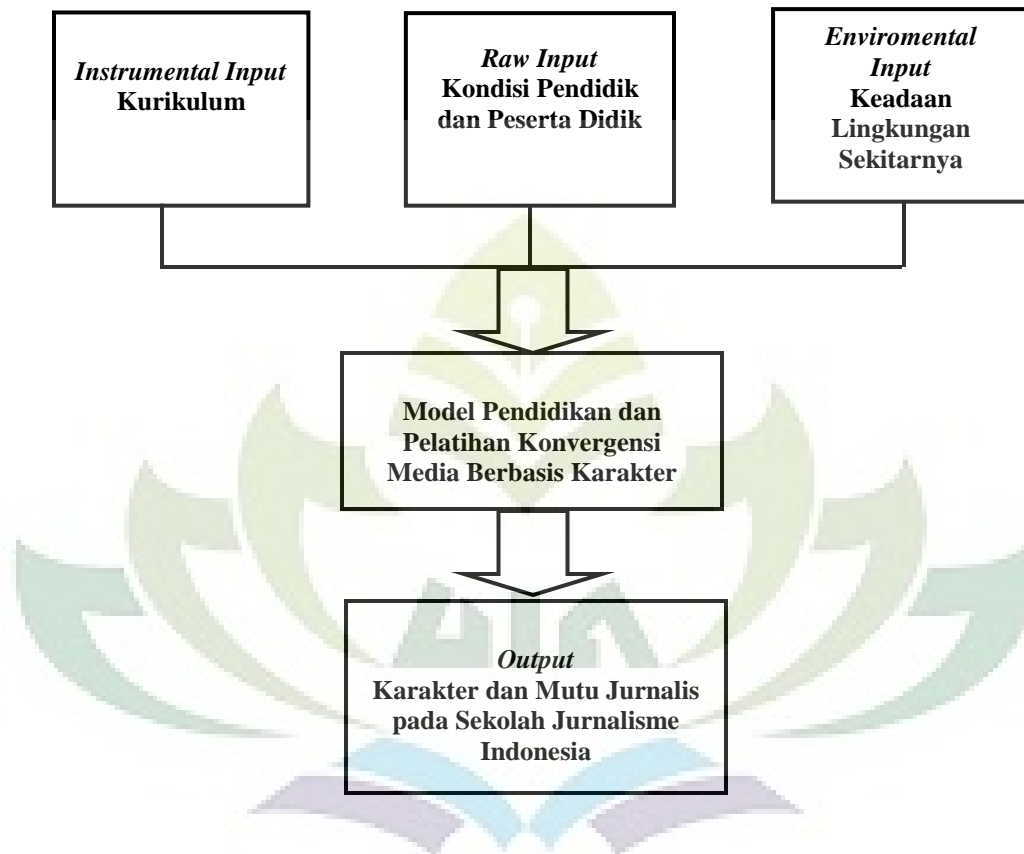 Instrumental Input
Kurikulum
Raw Input
Kondisi Pendidik
dan Peserta Didik
Enviromental
Input
Keadaan
Lingkungan
Sekitarnya
Model Pendidikan dan
Pelatihan Konvergensi
Media Berbasis Karakter
Output
Karakter dan Mutu Jurnalis
pada Sekolah Jurnalisme
Indonesia